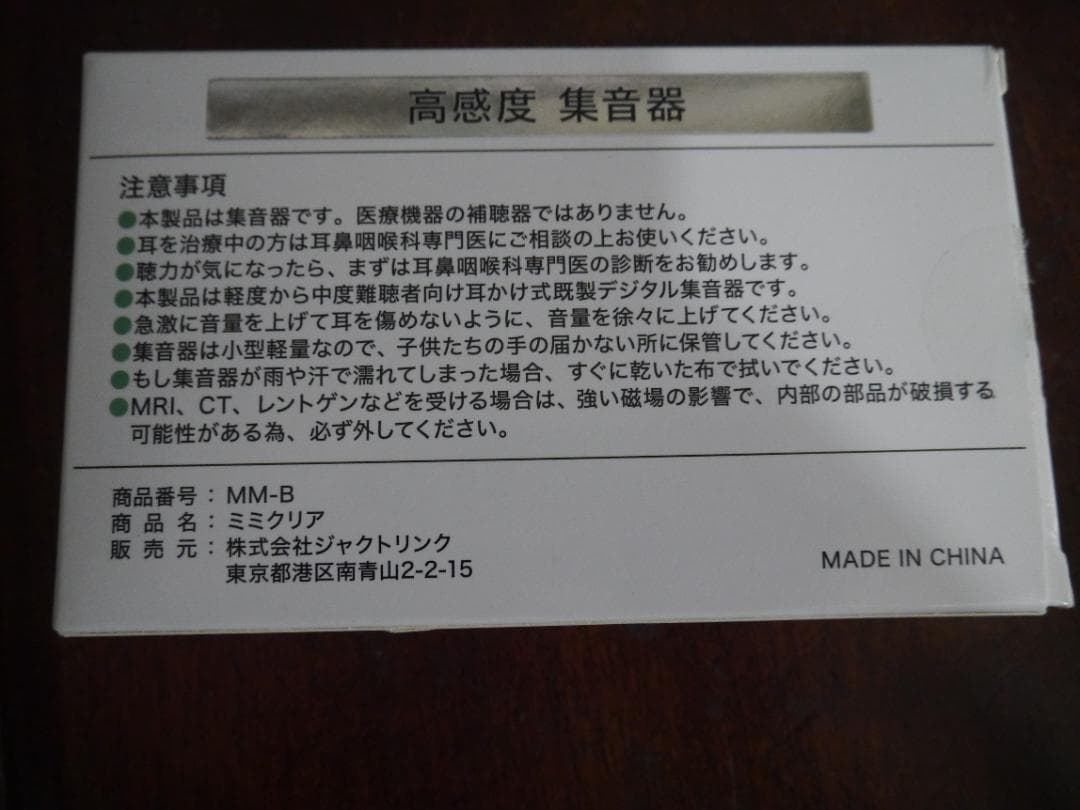 高感度 集音器
注意事項
●本製品は集音器です。医療機器の補聴器ではありません。
●耳を治療中の方は耳鼻咽喉科専門医にご相談の上お使いください。
●聴力が気になったら、まずは耳鼻咽喉科専門医の診断をお勧めします。
●本製品は軽度から中度難聴者向け耳かけ式既製デジタル集音器です。
●急激に音量を上げて耳を傷めないように、音量を徐々に上げてください。
●集音器は小型軽量なので、子供たちの手の届かない所に保管してください。
●もし集音器が雨や汗で濡れてしまった場合、すぐに乾いた布で拭いでください。
●MRI、CT、レントゲンなどを受ける場合は、強い磁場の影響で、内部の部品が破損する
可能性がある為、必ず外してください。
商品番号：MM-B
商品名：ミミクリア
販売元：株式会社ジャクトリンク
東京都港区南青山2-2-15
MADE IN CHINA